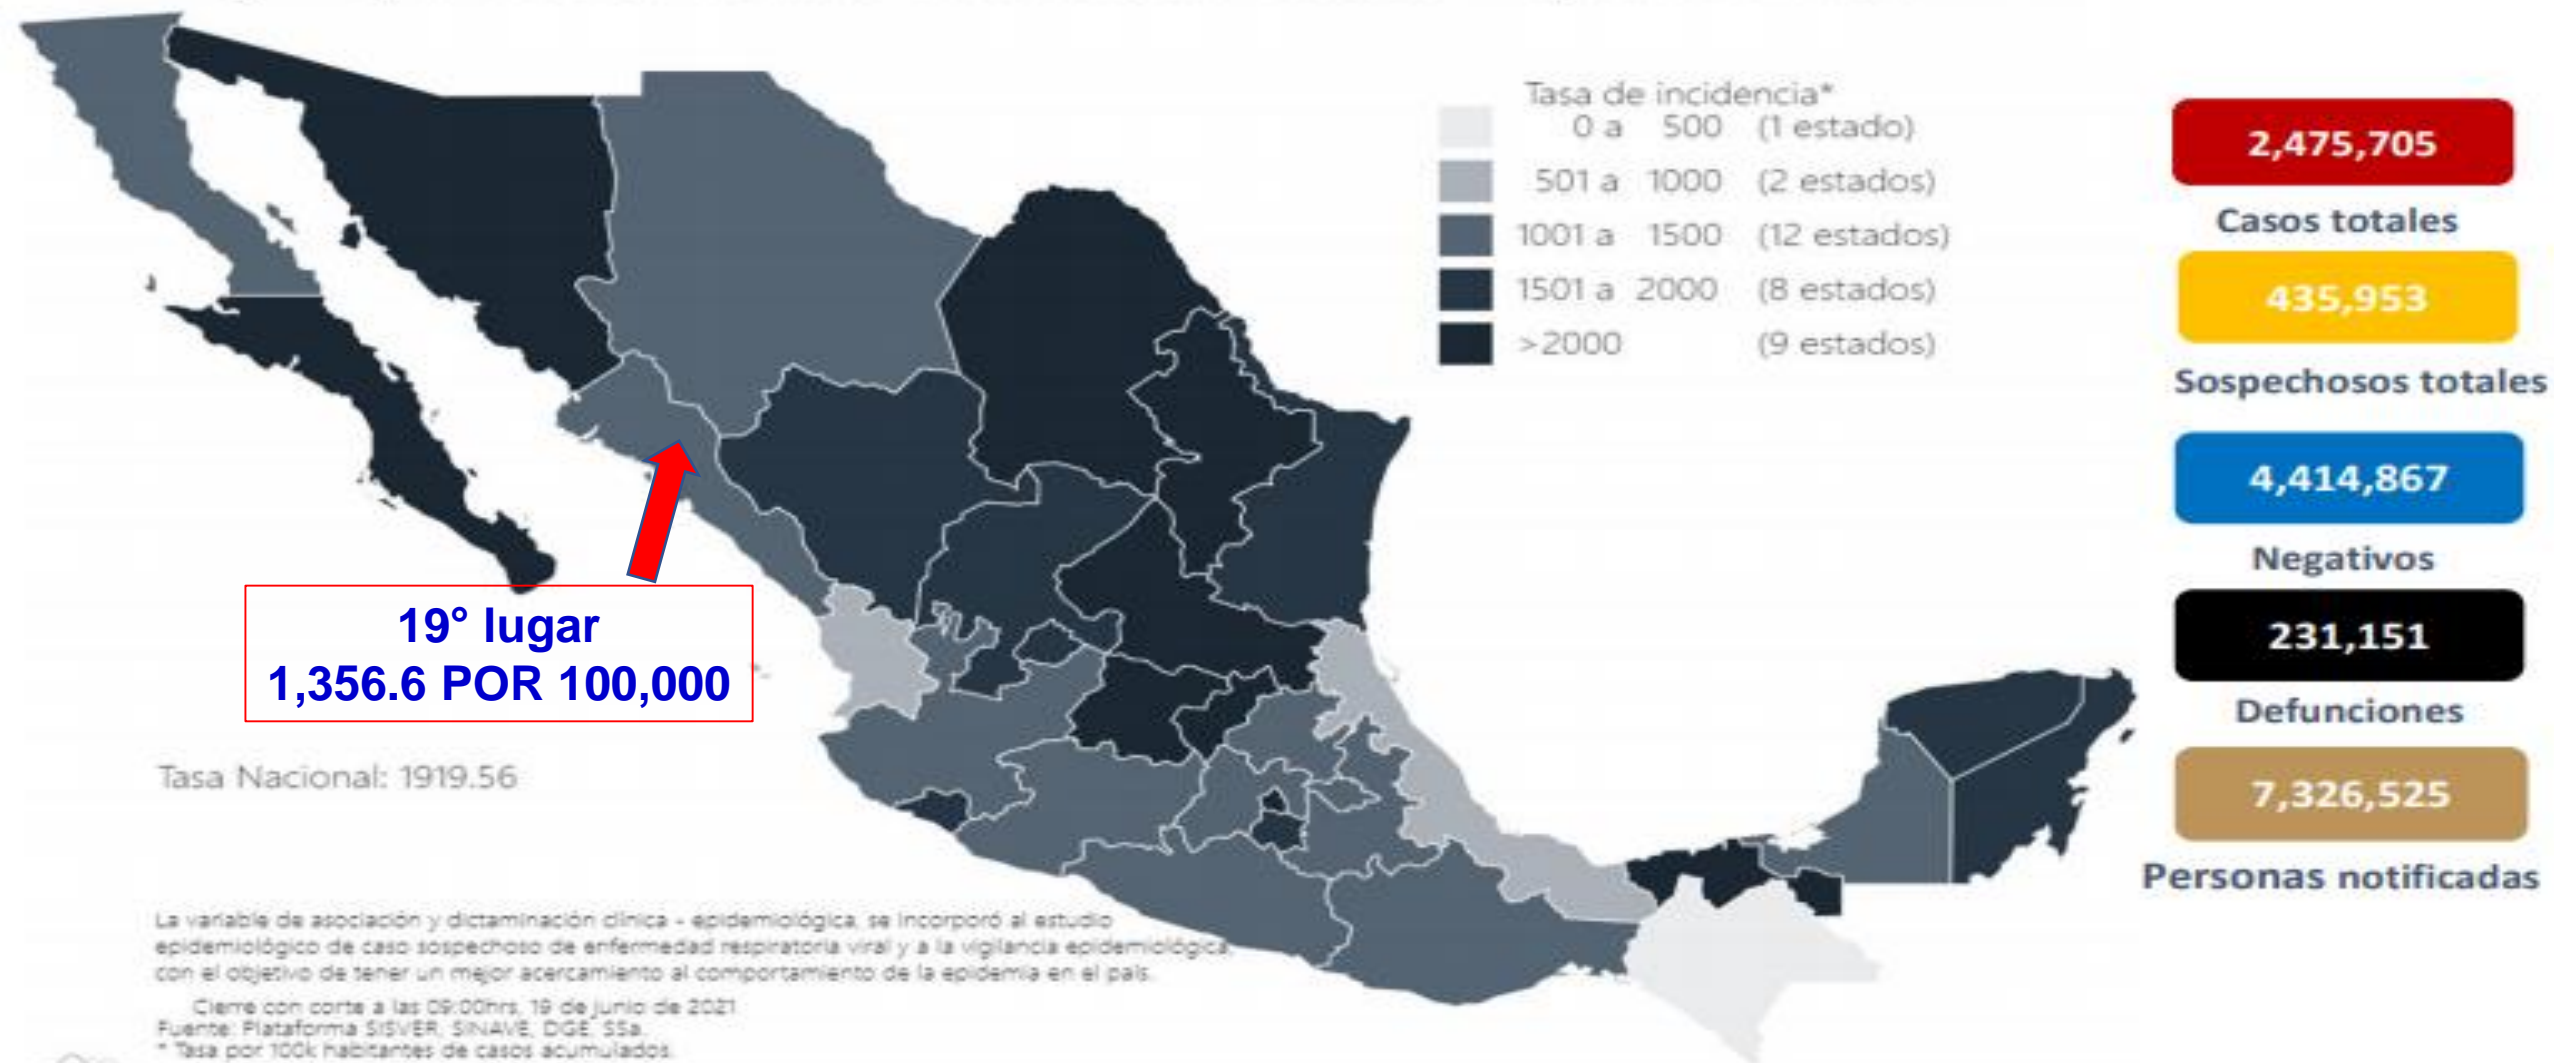 Tasa de incidencia*
0 a 500 (1 estado)
501 a 1000 (2 estados)
1001 a 1500 (12 estados)
1501 a 2000 (8 estados)
>2000 (9 estados)
2,475,705
Casos totales
435,953
Sospechosos totales
4,414,867
Negativos
231,151
Defunciones
7,326,525
Personas notificadas
19° lugar
1,356.6 POR 100,000
Tasa Nacional: 1919.56
La variable de asociación y dictaminación clínica - epidemiológica, se incorporó al estudio
epidemiológico de caso sospechoso de enfermedad respiratoria viral y a la vigilancia epidemiológica,
con el objetivo de tener un mejor acercamiento al comportamiento de la epidemia en el país.
Cierre con corte a las 09:00hrs, 19 de junio de 2021
Fuente: Plataforma SISVER, SINAVE, DGE, SSa.
* Tasa por 100k habitantes de casos acumulados.